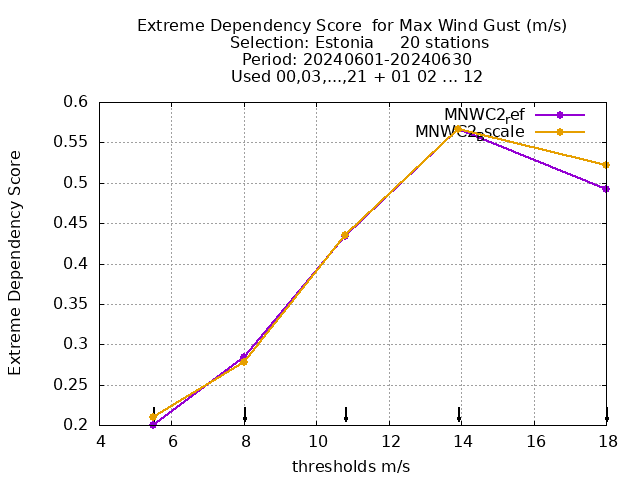 Extreme Dependency Score  for Max Wind Gust (m/s)
Selection: Estonia     20 stations
Period: 20240601-20240630
Used 00,03,...,21 + 01 02 ... 12
MNWC2ref
MNWC2pscale
Extreme Dependency Score
0.6
0.55
0.5
0.45
0.4
0.35
0.3
0.25
0.2
4 6 8 10 12 14 16 18
thresholds m/s